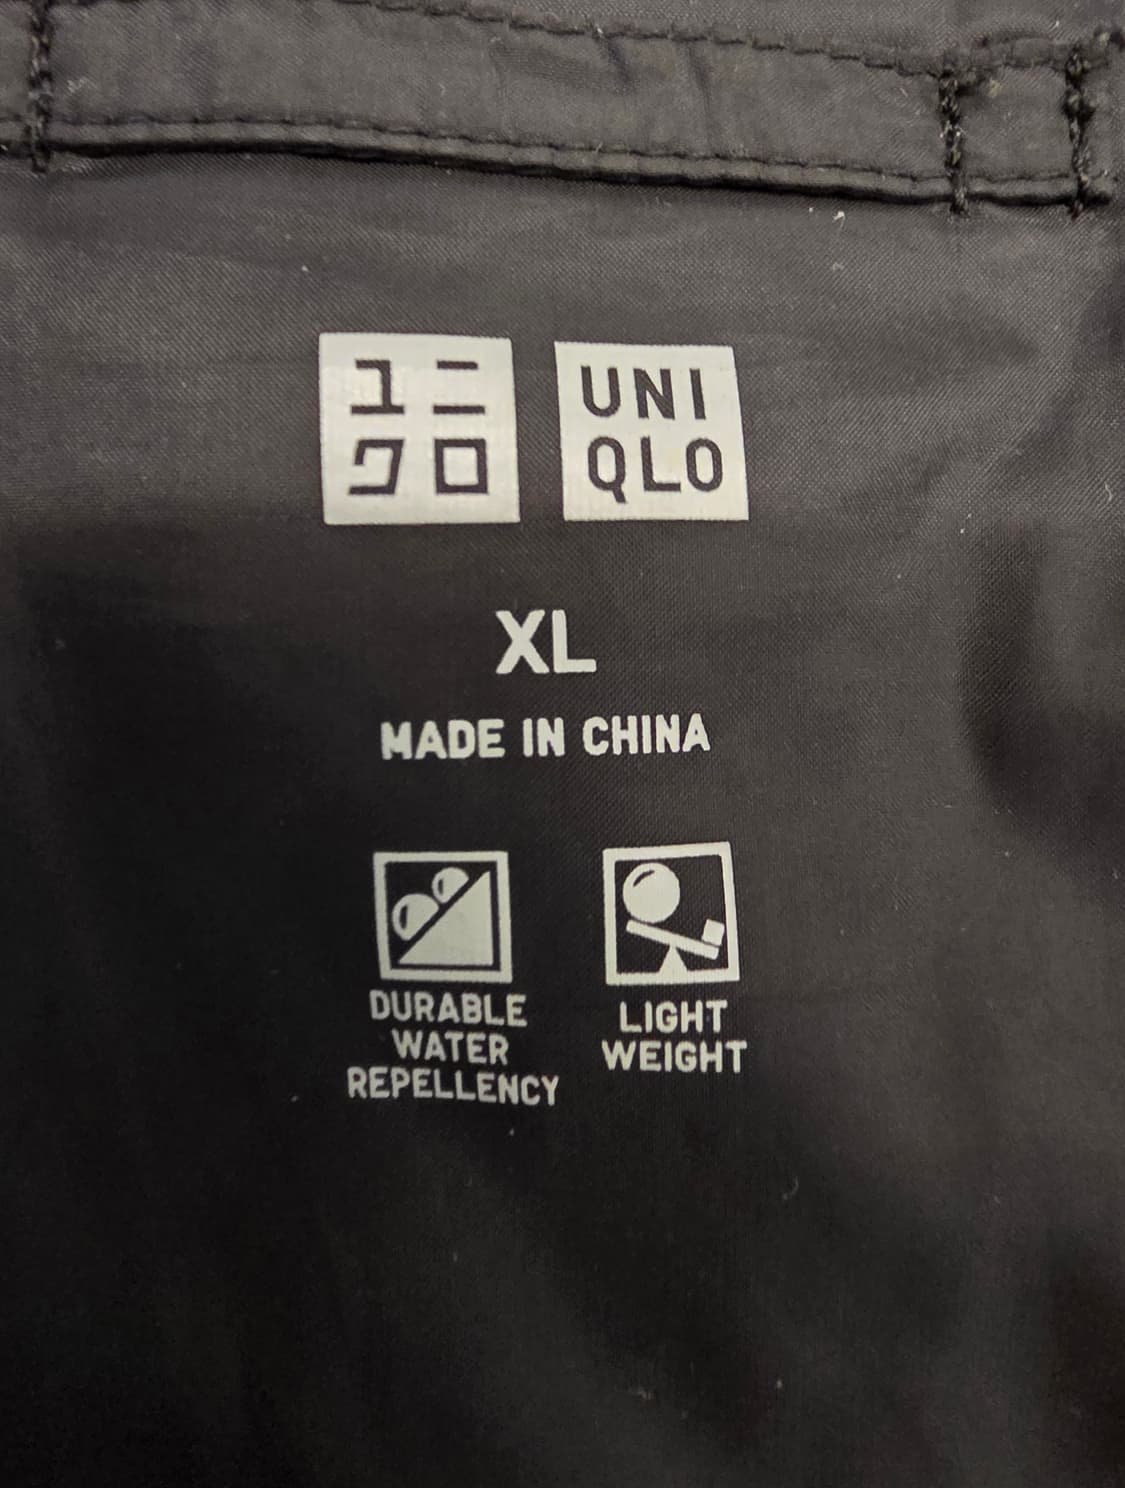 ユニ
クロ
UNI
QLO
XL
MADE IN CHINA
DURABLE
WATER
REPELLENCY
LIGHT
WEIGHT